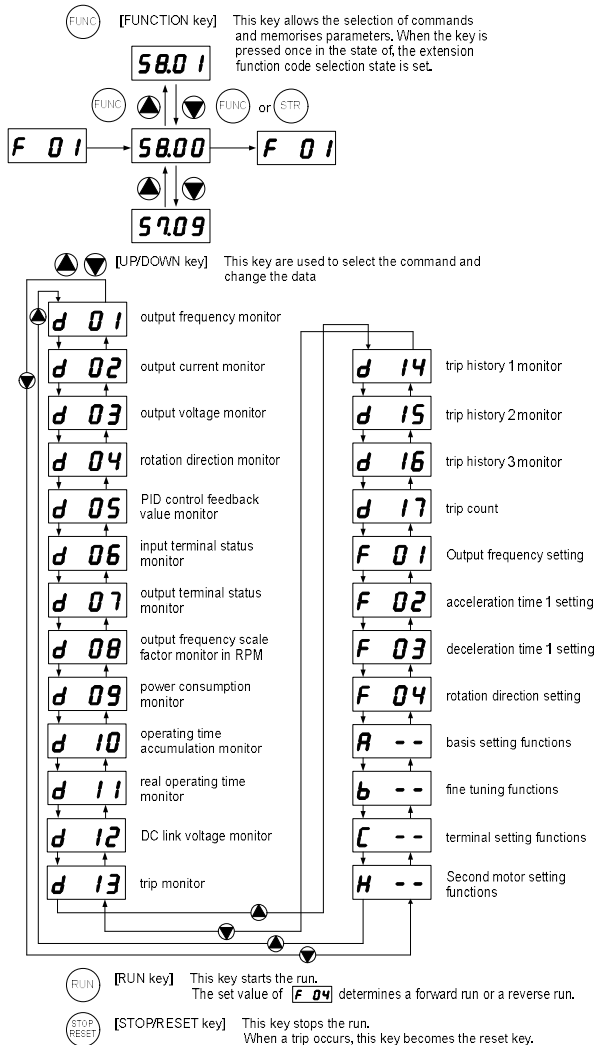 FUNC
[FUNCTION key] This key allows the selection of commands
and memorises parameters. When the key is
pressed once in the state of, the extension
function code selection state is set.
58.01
FUNC FUNC or STR
F 01 58.00 F 01
57.09
[UP/DOWN key] This key are used to select the command and
change the data
d 01 output frequency monitor
d 02 output current monitor
d 03 output voltage monitor
d 04 rotation direction monitor
d 05 PID control feedback
value monitor
d 06 input terminal status
monitor
d 07 output terminal status
monitor
d 08 output frequency scale
factor monitor in RPM
d 09 power consumption
monitor
d 10 operating time
accumulation monitor
d 11 real operating time
monitor
d 12 DC link voltage monitor
d 13 trip monitor
d 14 trip history 1 monitor
d 15 trip history 2 monitor
d 16 trip history 3 monitor
d 17 trip count
F 01 Output frequency setting
F 02 acceleration time 1 setting
F 03 deceleration time 1 setting
F 04 rotation direction setting
A -- basis setting functions
b -- fine tuning functions
C -- terminal setting functions
H -- Second motor setting
functions
RUN [RUN key] This key starts the run.
The set value of F 04 determines a forward run or a reverse run.
STOP
RESET
[STOP/RESET key] This key stops the run.
When a trip occurs, this key becomes the reset key.